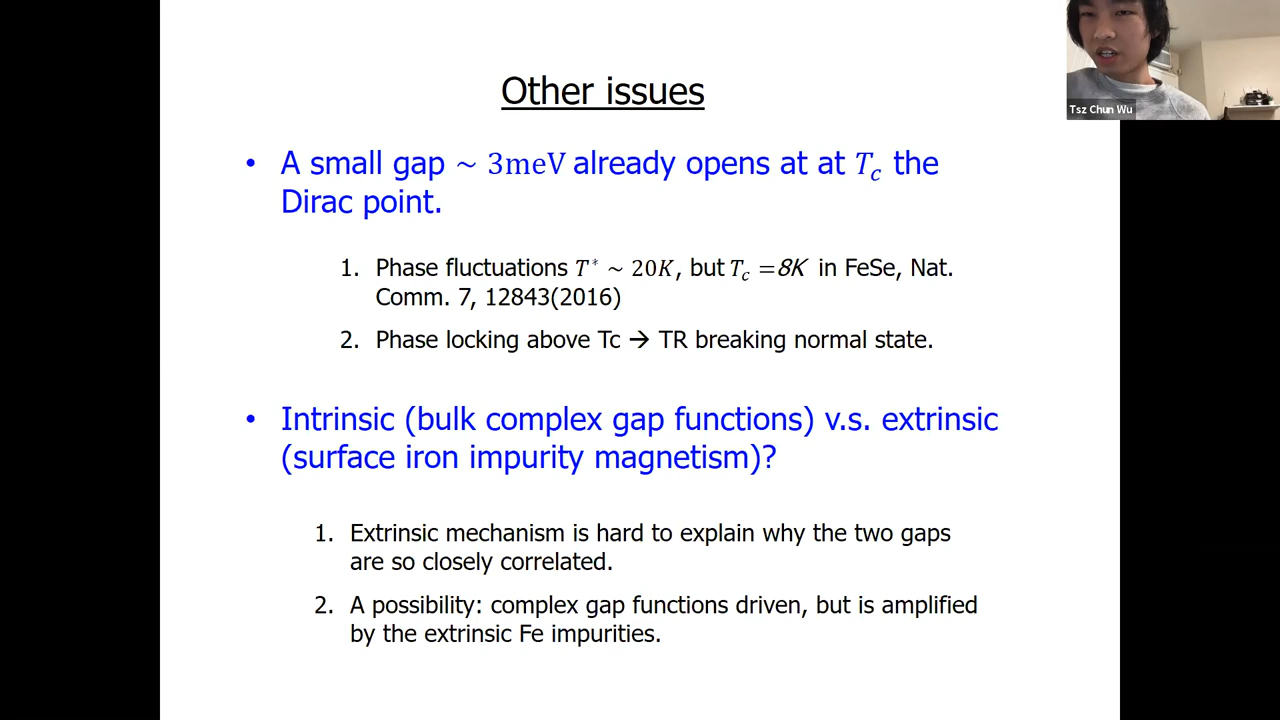 Other issues
Tsz Chun Wu
• A small gap ~ 3meV already opens at at T_c the
Dirac point.
1. Phase fluctuations T* ~ 20K, but T_c =8K in FeSe, Nat.
Comm. 7, 12843(2016)
2. Phase locking above Tc → TR breaking normal state.
• Intrinsic (bulk complex gap functions) v.s. extrinsic
(surface iron impurity magnetism)?
1. Extrinsic mechanism is hard to explain why the two gaps
are so closely correlated.
2. A possibility: complex gap functions driven, but is amplified
by the extrinsic Fe impurities.